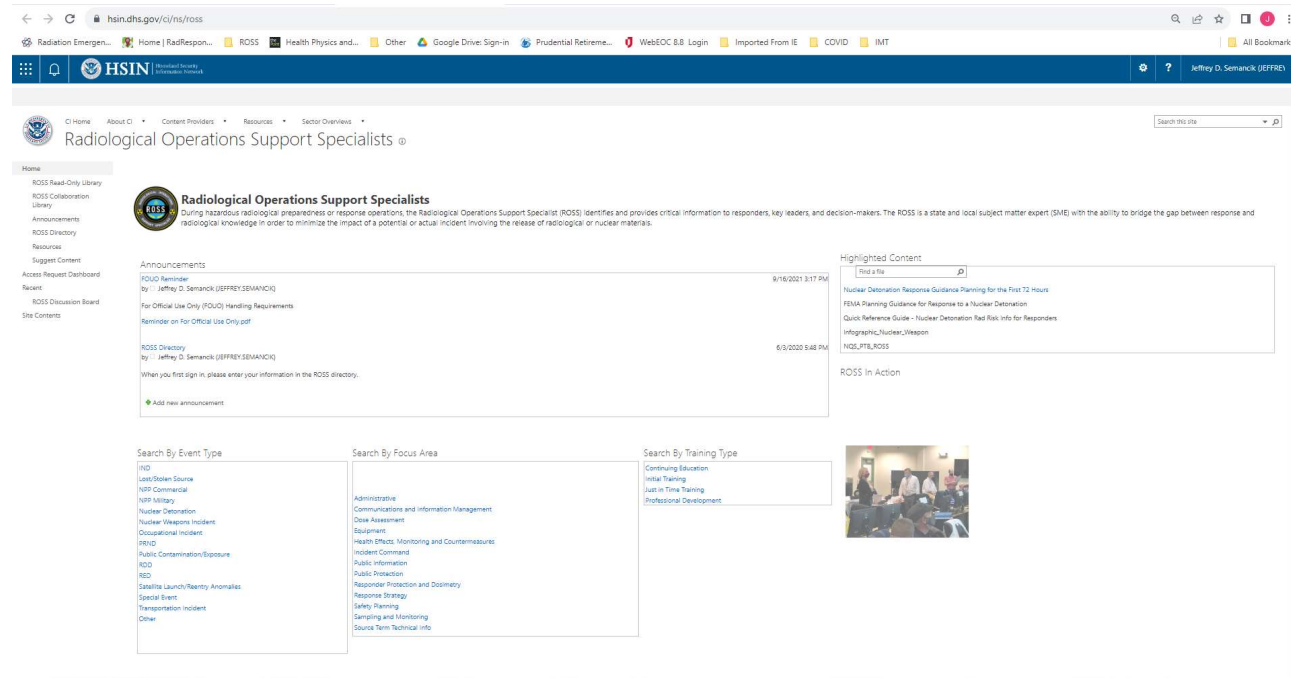 hsin.dhs.gov/ci/ns/ross
Radiation Emergen... Home | RadRespon... ROSS Health Physics and... Other Google Drive: Sign-in Prudential Retireme... WebEOC 8.8 Login Imported From IE COVID IMT All Bookmark
HSIN Homeland Security Information Network ? Jeffrey D. Semancik (JEFFREY
CI Home About CI Content Providers Resources Sector Overviews Search this site
Radiological Operations Support Specialists
Home
ROSS Read-Only Library
ROSS Collaboration
Library
Announcements
ROSS Directory
Resources
Suggest Content
Access Request Dashboard
Recent
ROSS Discussion Board
Site Contents
ROSS
Radiological Operations Support Specialists
During hazardous radiological preparedness or response operations, the Radiological Operations Support Specialist (ROSS) identifies and provides critical information to responders, key leaders, and decision-makers. The ROSS is a state and local subject matter expert (SME) with the ability to bridge the gap between response and
radiological knowledge in order to minimize the impact of a potential or actual incident involving the release of radiological or nuclear materials.
Announcements
FOUO Reminder 9/16/2021 3:17 PM
by Jeffrey D. Semancik (JEFFREY.SEMANCIK)
For Official Use Only (FOUO) Handling Requirements
Reminder on For Official Use Only.pdf
ROSS Directory 6/3/2020 5:48 PM
by Jeffrey D. Semancik (JEFFREY.SEMANCIK)
When you first sign in, please enter your information in the ROSS directory.
Add new announcement
Highlighted Content
Find a file
Nuclear Detonation Response Guidance Planning for the First 72 Hours
FEMA Planning Guidance for Response to a Nuclear Detonation
Quick Reference Guide - Nuclear Detonation Rad Risk Info for Responders
Infographic_Nuclear_Weapon
NQS_PTB_ROSS
ROSS In Action
Search By Event Type
IND
Lost/Stolen Source
NPP Commercial
NPP Military
Nuclear Detonation
Nuclear Weapons Incident
Occupational Incident
PRND
Public Contamination/Exposure
RDD
RED
Satellite Launch/Reentry Anomalies
Special Event
Transportation Incident
Other
Search By Focus Area
Administrative
Communications and Information Management
Dose Assessment
Equipment
Health Effects, Monitoring and Countermeasures
Incident Command
Public Information
Public Protection
Responder Protection and Dosimetry
Response Strategy
Safety Planning
Sampling and Monitoring
Source Term Technical Info
Search By Training Type
Continuing Education
Initial Training
Just in Time Training
Professional Development